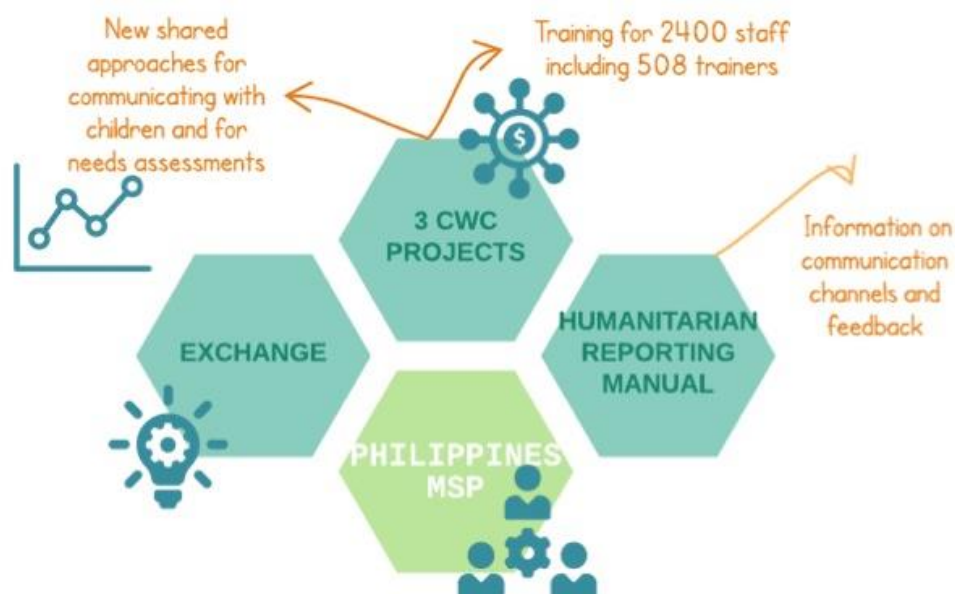 New shared
approaches for
communicating with
children and for
needs assessments
Training for 2400 staff
including 508 trainers
$
3 CWC
PROJECTS
Information on
communication
channels and
feedback
EXCHANGE
HUMANITARIAN
REPORTING
MANUAL
PHILIPPINES
MSP